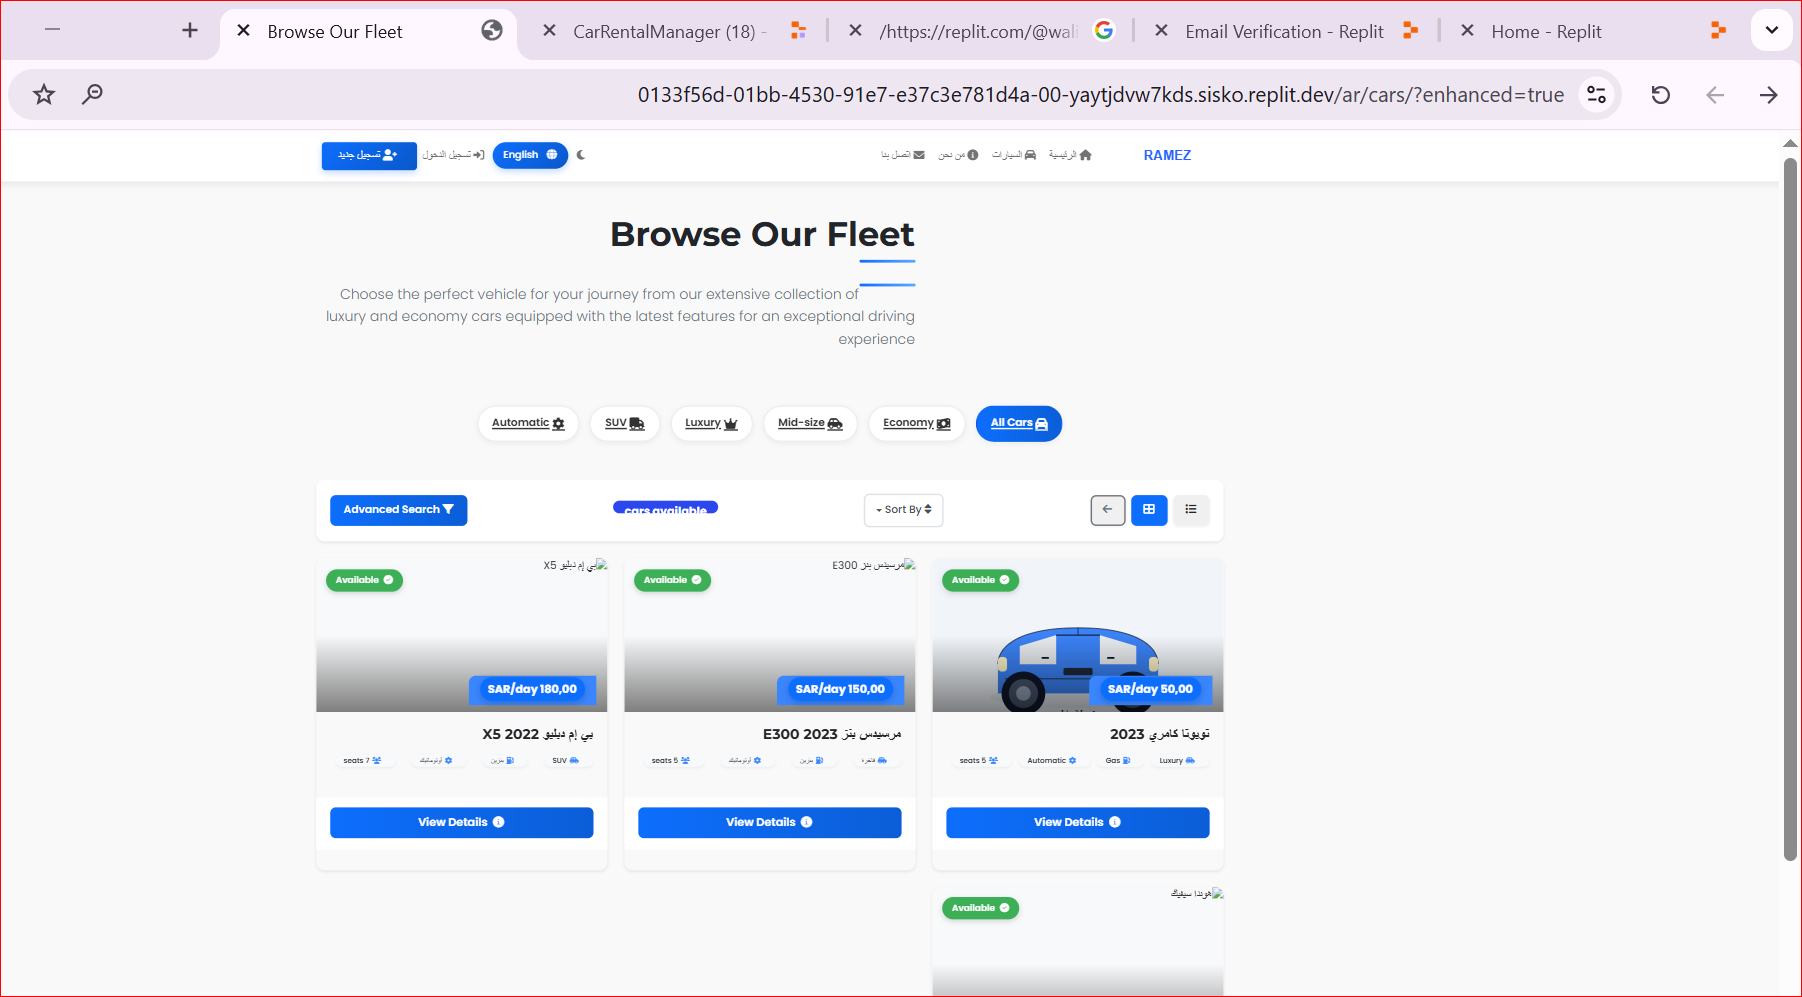 Browse Our Fleet
CarRentalManager (18) -
/https://replit.com/@wali
Email Verification - Replit
Home - Replit
0133f56d-01bb-4530-91e7-e37c3e781d4a-00-yaytjdvw7kds.sisko.replit.dev/ar/cars/?enhanced=true
RAMEZ
الرئيسية
السيارات
من نحن
اتصل بنا
English
تسجيل الدخول
تسجيل جديد
Browse Our Fleet
Choose the perfect vehicle for your journey from our extensive collection of
luxury and economy cars equipped with the latest features for an exceptional driving
experience
Automatic
SUV
Luxury
Mid-size
Economy
All Cars
Advanced Search
cars available
Sort By
Available
بي إم دبليو X5
SAR/day 180,00
بي إم دبليو X5 2022
seats 7
أوتوماتيك
بنزين
SUV
View Details
Available
مرسيدس بنز E300
SAR/day 150,00
مرسيدس بنز E300 2023
seats 5
أوتوماتيك
بنزين
فاخرة
View Details
Available
SAR/day 50,00
تويوتا كامري 2023
seats 5
Automatic
Gas
Luxury
View Details
Available
هوندا سيفيك